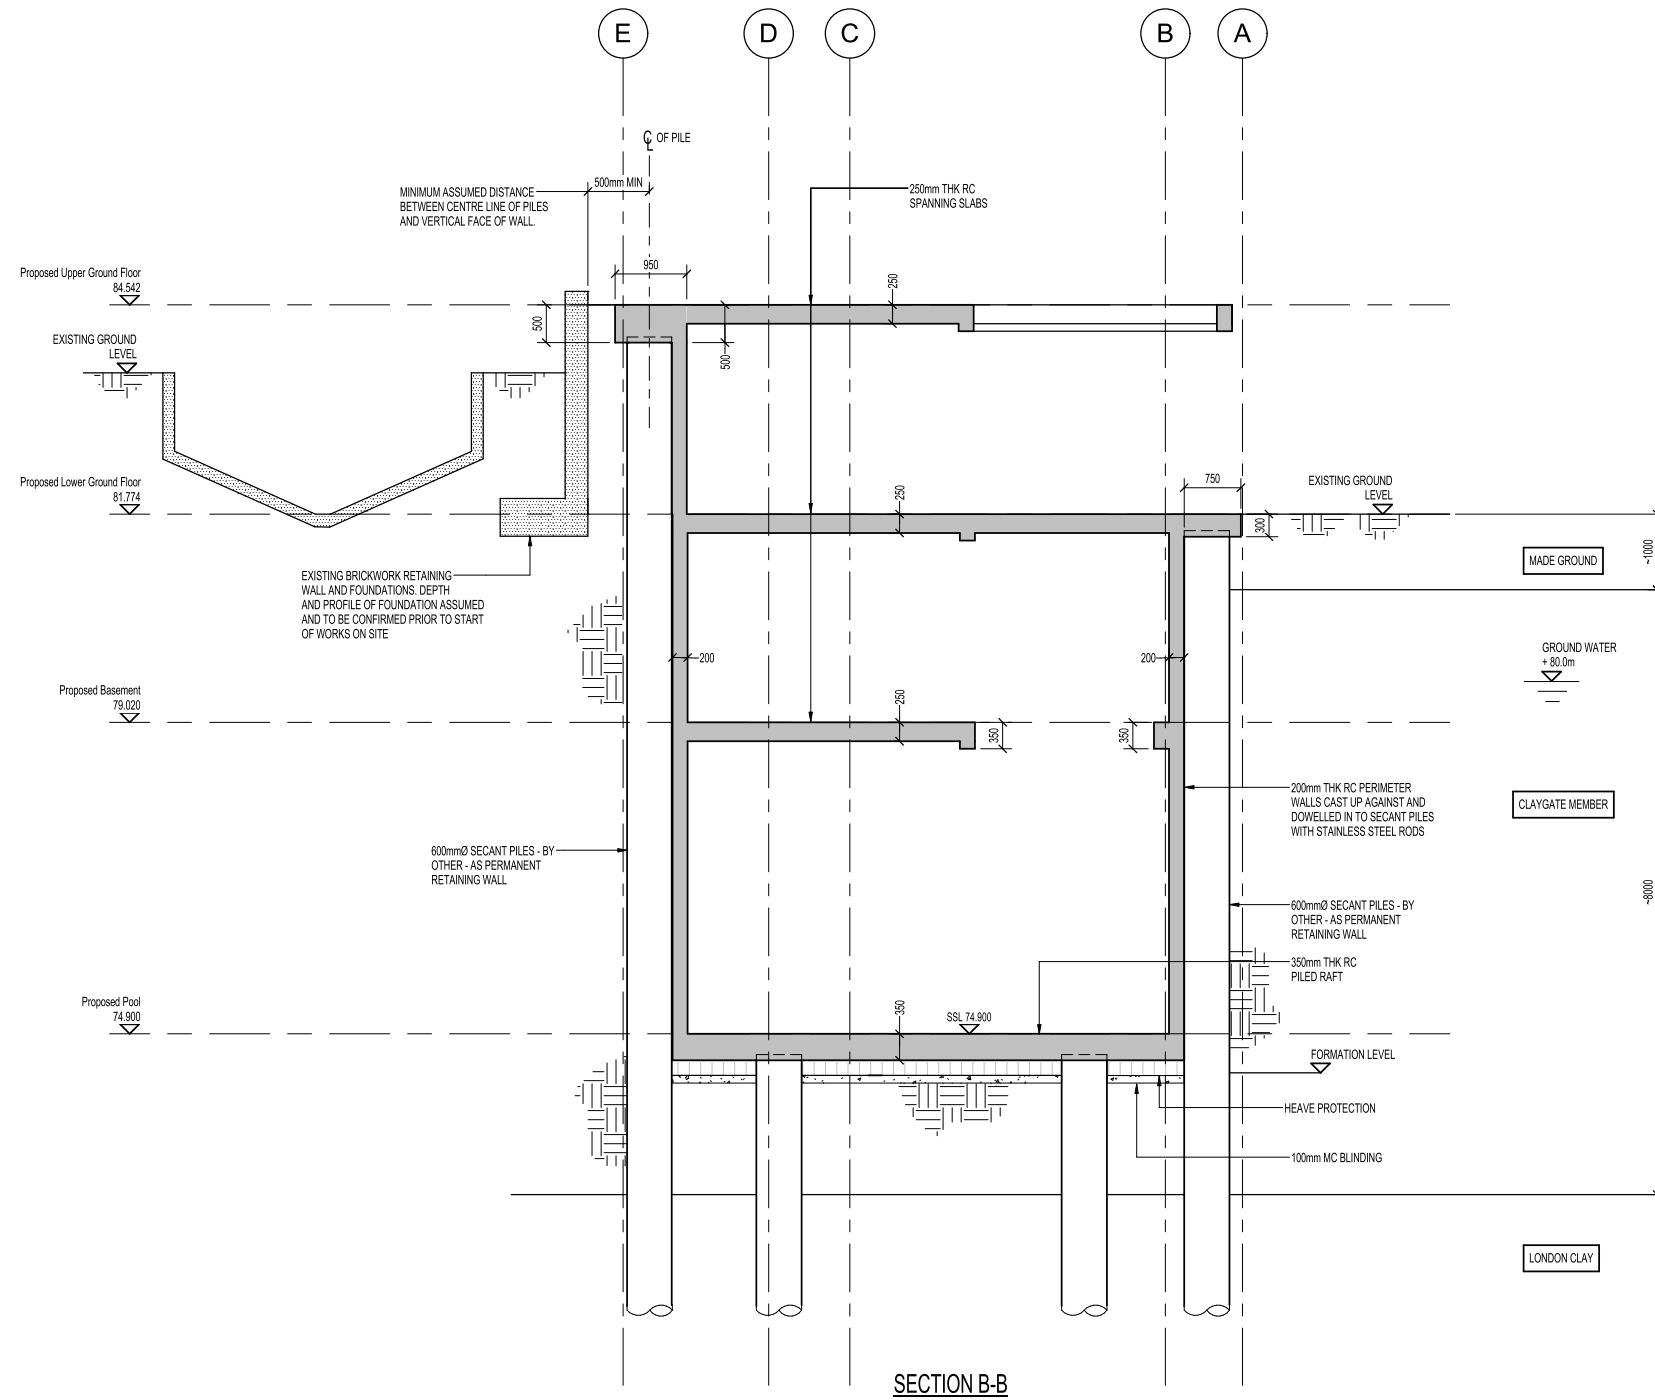 E
D
C
B
A
℄ OF PILE
500mm MIN
MINIMUM ASSUMED DISTANCE
BETWEEN CENTRE LINE OF PILES
AND VERTICAL FACE OF WALL.
250mm THK RC
SPANNING SLABS
950
250
Proposed Upper Ground Floor
84.542
500
500
EXISTING GROUND
LEVEL
Proposed Lower Ground Floor
81.774
250
750
EXISTING GROUND
LEVEL
300
~1000
MADE GROUND
EXISTING BRICKWORK RETAINING
WALL AND FOUNDATIONS. DEPTH
AND PROFILE OF FOUNDATION ASSUMED
AND TO BE CONFIRMED PRIOR TO START
OF WORKS ON SITE
200
200
GROUND WATER
+ 80.0m
Proposed Basement
79.020
250
350
350
200mm THK RC PERIMETER
WALLS CAST UP AGAINST AND
DOWELLED IN TO SECANT PILES
WITH STAINLESS STEEL RODS
CLAYGATE MEMBER
600mmØ SECANT PILES - BY
OTHER - AS PERMANENT
RETAINING WALL
~8000
600mmØ SECANT PILES - BY
OTHER - AS PERMANENT
RETAINING WALL
350mm THK RC
PILED RAFT
Proposed Pool
74.900
350
SSL 74.900
FORMATION LEVEL
HEAVE PROTECTION
100mm MC BLINDING
LONDON CLAY
SECTION B-B